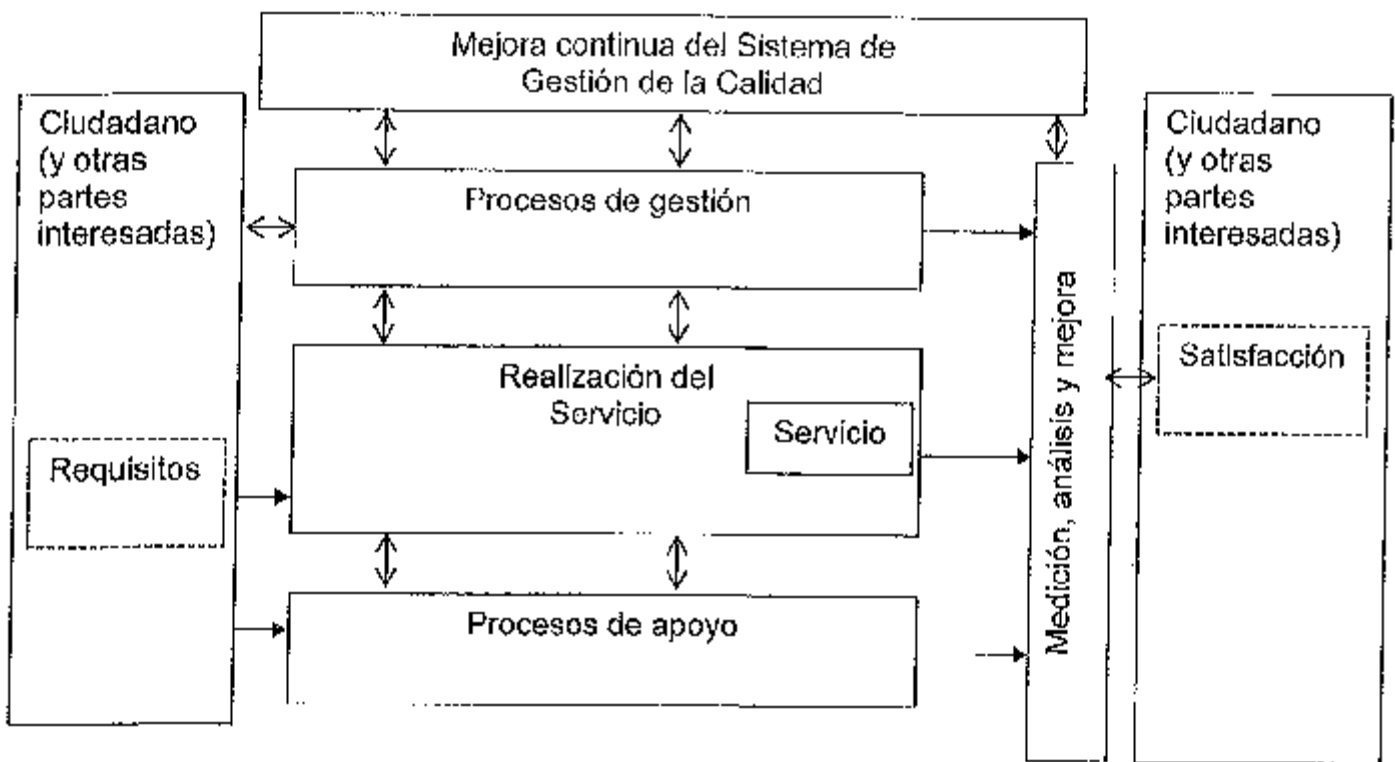 Mejora continua del Sistema de
Gestión de la Calidad
Ciudadano
(y otras
partes
interesadas)
Requisitos
Procesos de gestión
Realización del
Servicio
Servicio
Procesos de apoyo
Medición, análisis y mejora
Ciudadano
(y otras
partes
interesadas)
Satisfacción